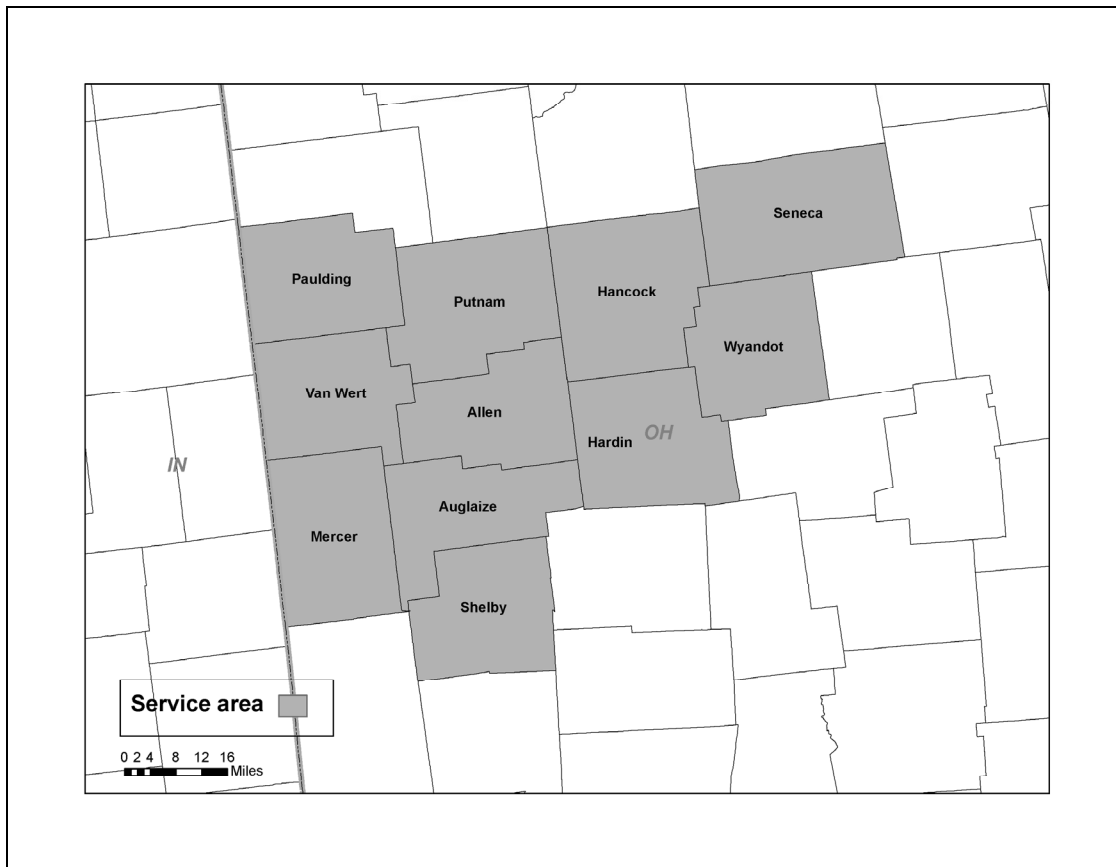 Seneca
Paulding
Putnam
Hancock
Wyandot
Van Wert
Allen
Hardin
OH
IN
Auglaize
Mercer
Shelby
Service area
0 2 4 8 12 16
Miles